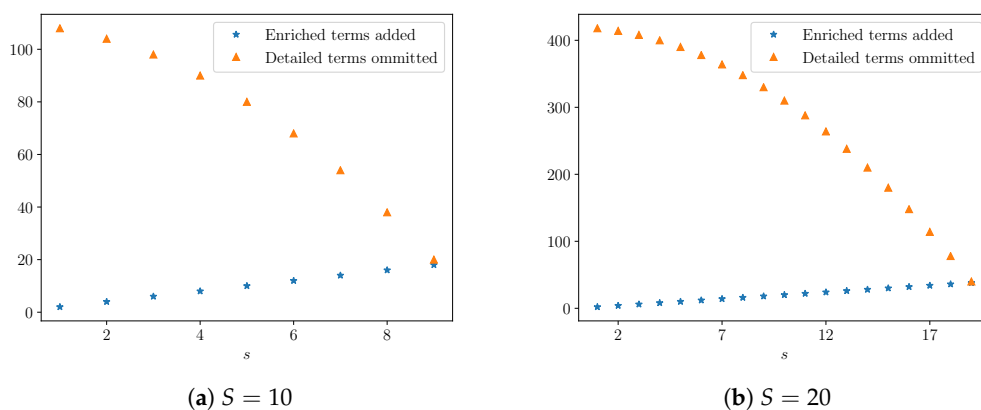 Enriched terms added
Detailed terms ommitted
100
80
60
40
20
0
2
4
6
8
s
(a) S = 10
Enriched terms added
Detailed terms ommitted
400
300
200
100
0
2
7
12
17
s
(b) S = 20